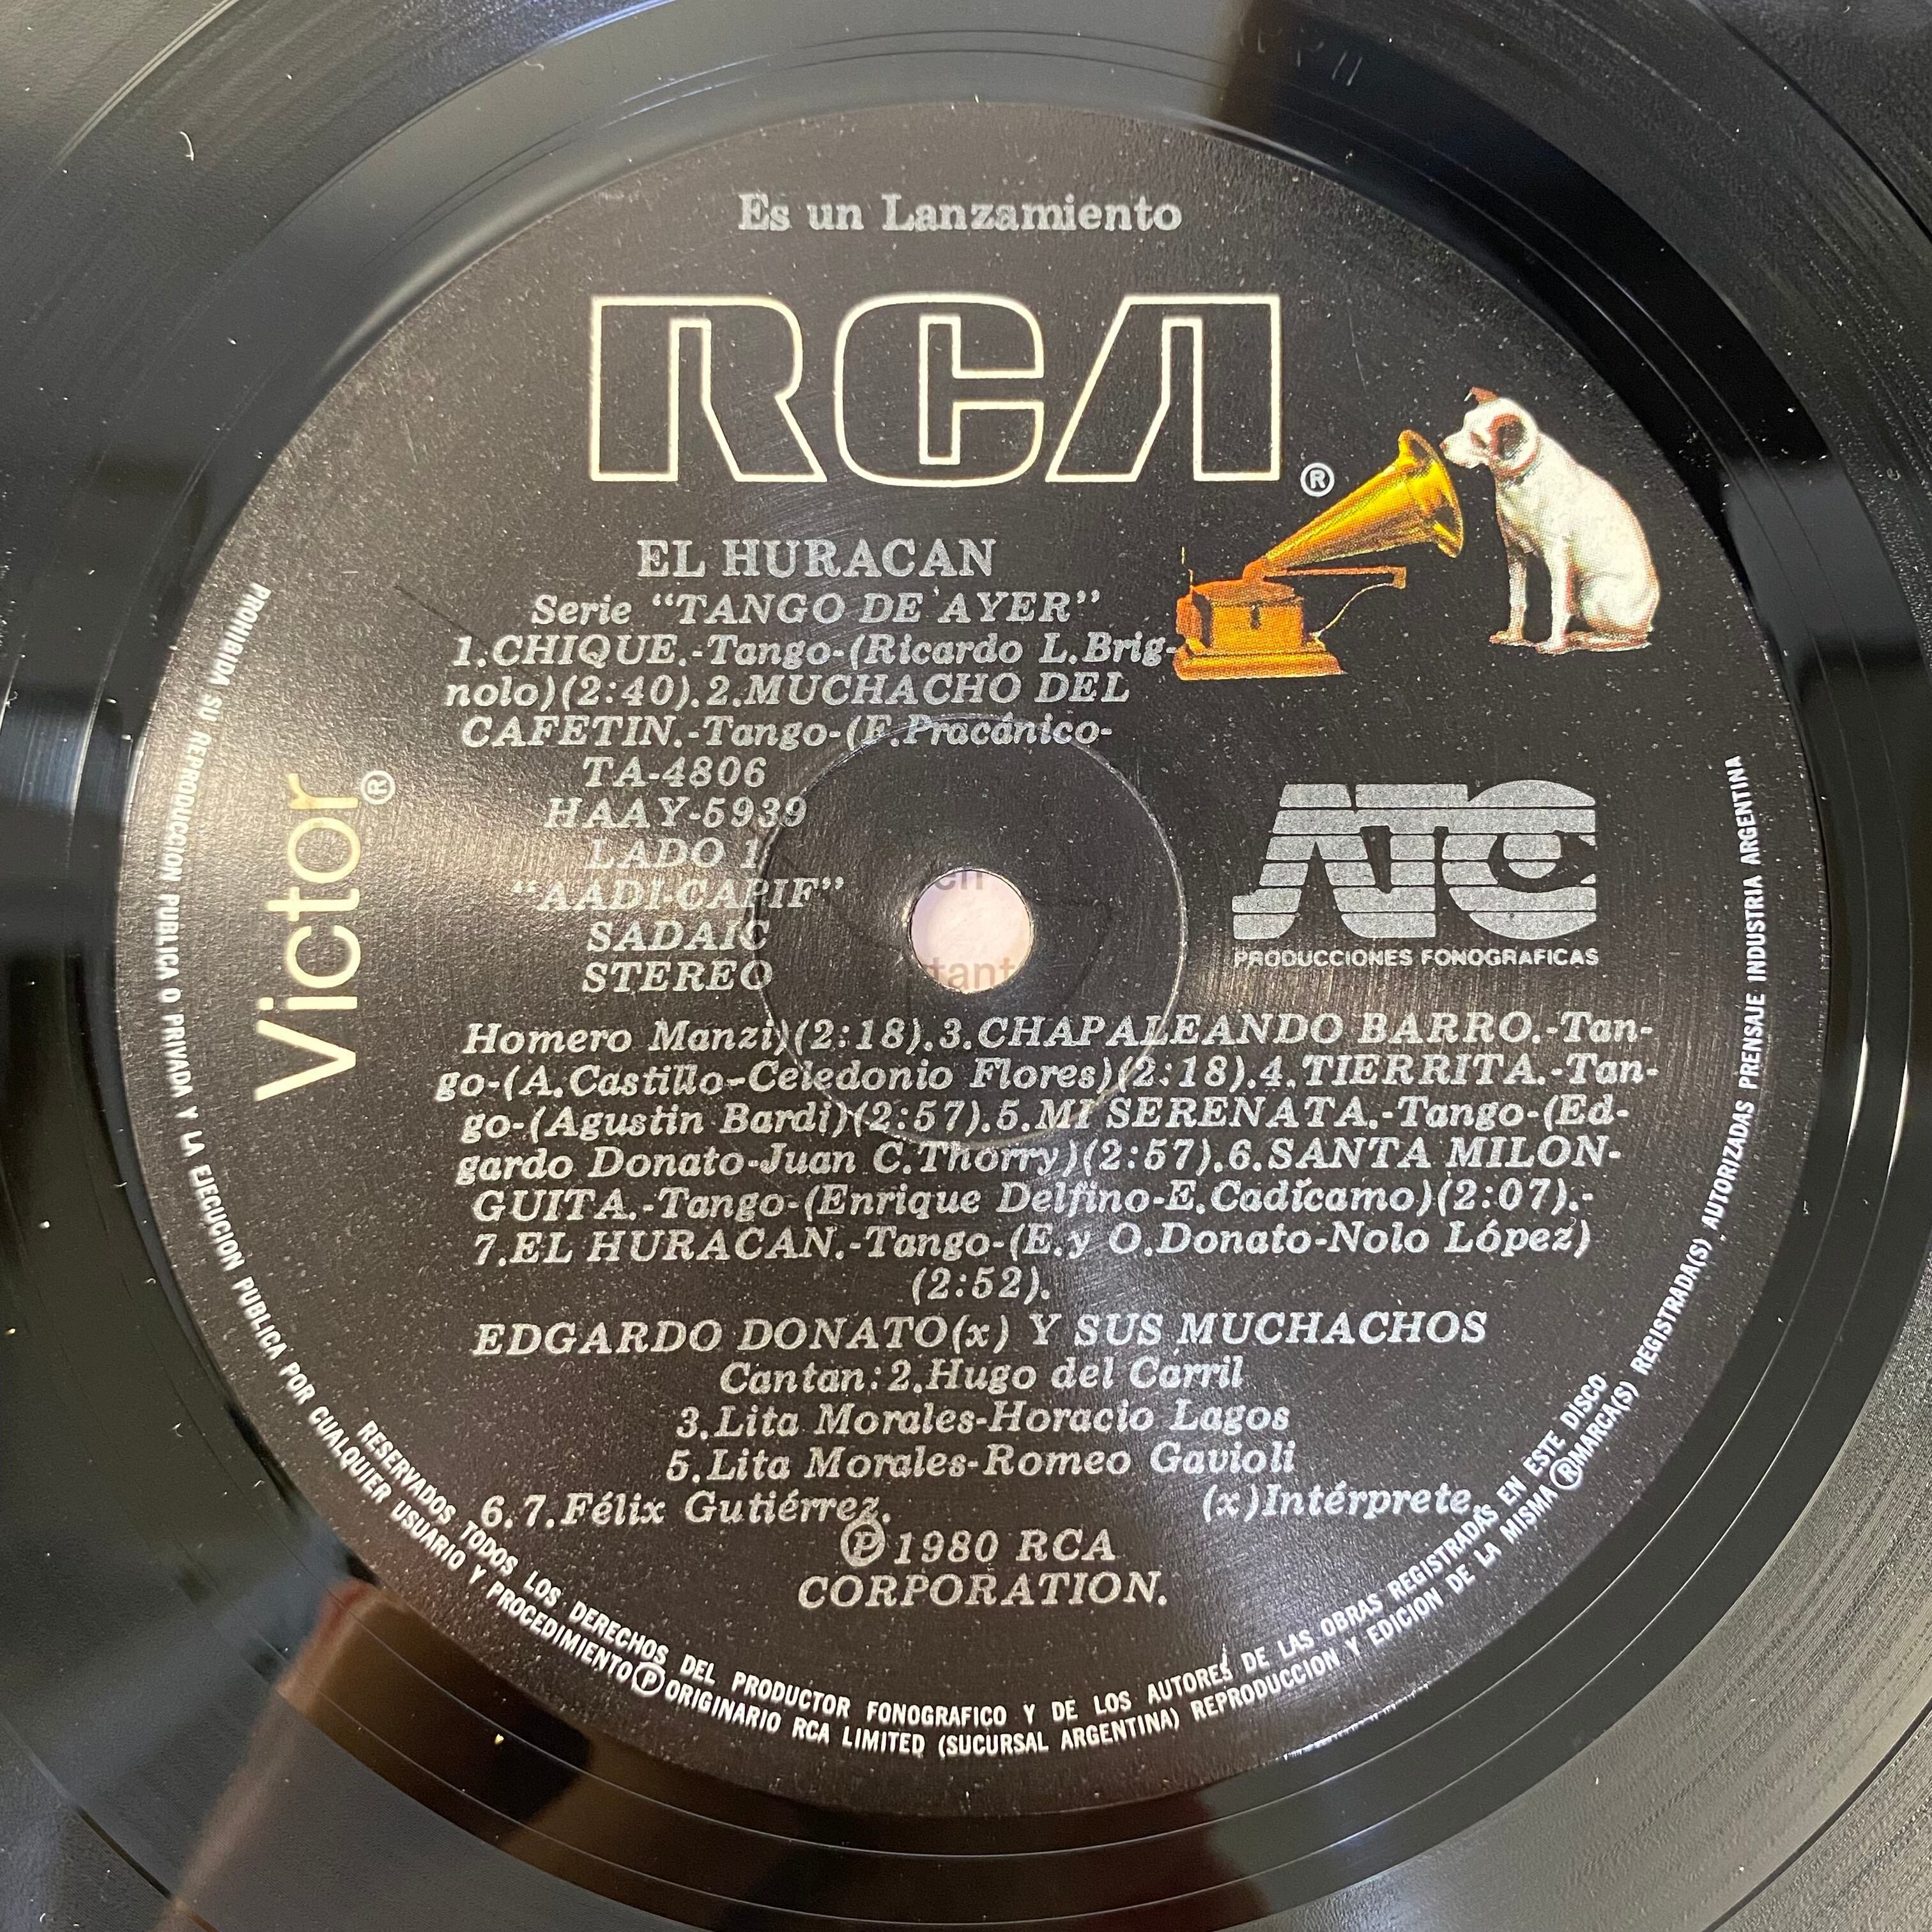 Es un Lanzamiento
RCA®
EL HURACAN
Serie “TANGO DE AYER”
1.CHIQUE.-Tango-(Ricardo L.Brig-
nolo)(2:40).2.MUCHACHO DEL
CAFETIN.-Tango-(F.Pracánico-
TA-4806
HAAY-5939
LADO 1
“AADI-CAPIF”
SADAIC
STEREO
Victor®
ATC
PRODUCCIONES FONOGRAFICAS
Homero Manzi)(2:18).3.CHAPALEANDO BARRO.-Tan-
go-(A.Castillo-Celedonio Flores)(2:18).4.TIERRITA.-Tan-
go-(Agustin Bardi)(2:57).5.MI SERENATA.-Tango-(Ed-
gardo Donato-Juan C.Thorry)(2:57).6.SANTA MILON-
GUITA.-Tango-(Enrique Delfino-E.Cadícamo)(2:07).-
7.EL HURACAN.-Tango-(E.y O.Donato-Nolo López)
(2:52).
EDGARDO DONATO(x) Y SUS MUCHACHOS
Cantan:2.Hugo del Carril
3.Lita Morales-Horacio Lagos
5.Lita Morales-Romeo Gavioli
6.7.Félix Gutiérrez. (x)Intérprete.
Ⓟ1980 RCA
CORPORATION.
RESERVADOS TODOS LOS DERECHOS DEL PRODUCTOR FONOGRAFICO Y DE LOS AUTORES DE LAS OBRAS REGISTRADAS EN ESTE DISCO
PROHIBIDA SU REPRODUCCION PUBLICA O PRIVADA Y LA EJECUCION PUBLICA POR CUALQUIER USUARIO Y PROCEDIMIENTO Ⓟ ORIGINARIO RCA LIMITED (SUCURSAL ARGENTINA) REPRODUCCION Y EDICION DE LA MISMA ® MARCA(S) REGISTRADA(S) AUTORIZADAS PRENSAJE INDUSTRIA ARGENTINA